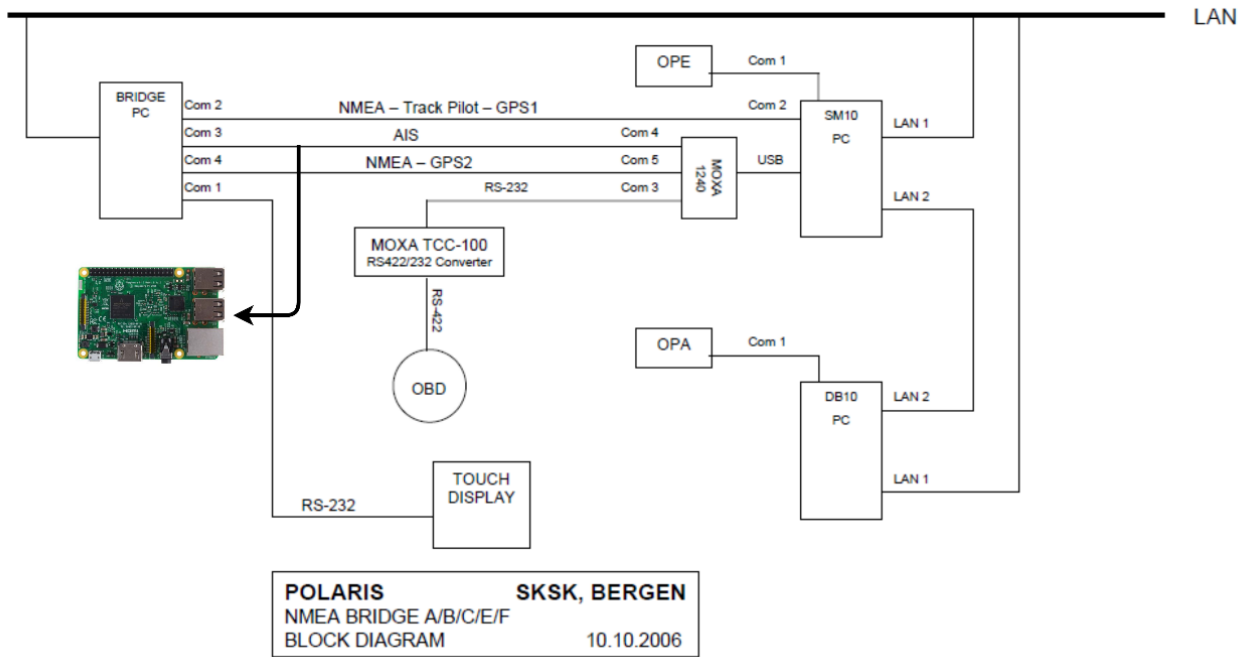 LAN
OPE
Com 1
BRIDGE
PC
Com 2
NMEA – Track Pilot – GPS1
Com 2
SM10
PC
LAN 1
Com 3
AIS
Com 4
Com 4
NMEA – GPS2
Com 5
MOXA
1240
USB
Com 1
RS-232
Com 3
LAN 2
MOXA TCC-100
RS422/232 Converter
RS-422
OBD
OPA
Com 1
DB10
PC
LAN 2
LAN 1
TOUCH
DISPLAY
RS-232
POLARIS SKSK, BERGEN
NMEA BRIDGE A/B/C/E/F
BLOCK DIAGRAM 10.10.2006